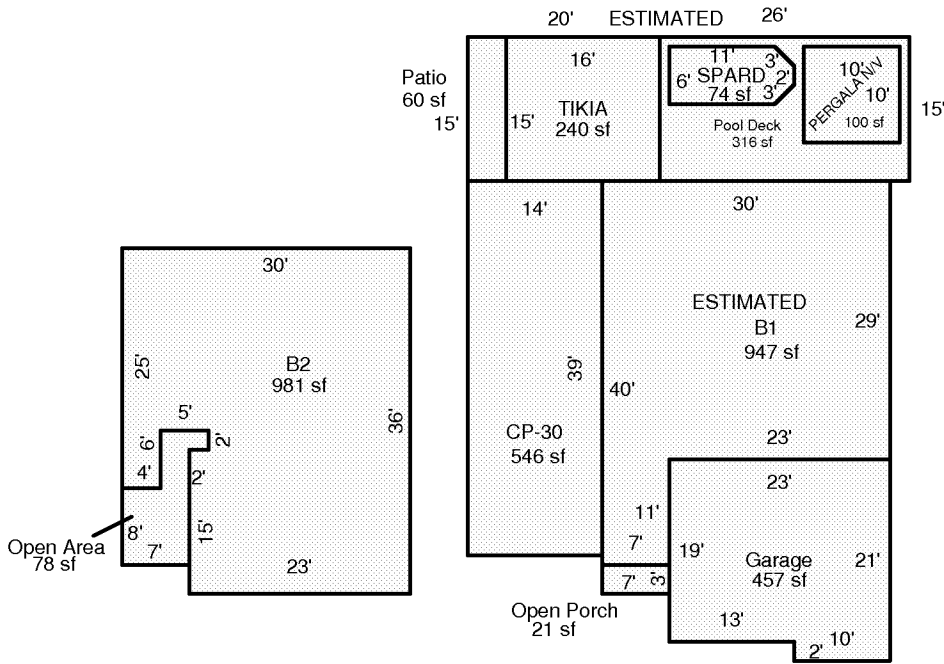 20' ESTIMATED 26'
Patio
60 sf
15'
15'
16'
TIKIA
240 sf
11'
3'
6'
SPARD
2'
74 sf
3'
Pool Deck
316 sf
PERGALA N/V
10'
10'
100 sf
15'
14'
39'
CP-30
546 sf
30'
ESTIMATED
B1
947 sf
29'
40'
23'
11'
7'
23'
19'
Garage
457 sf
21'
13'
2'
10'
7'
3'
Open Porch
21 sf
30'
25'
B2
981 sf
36'
5'
6'
2'
4'
2'
8'
15'
7'
23'
Open Area
78 sf